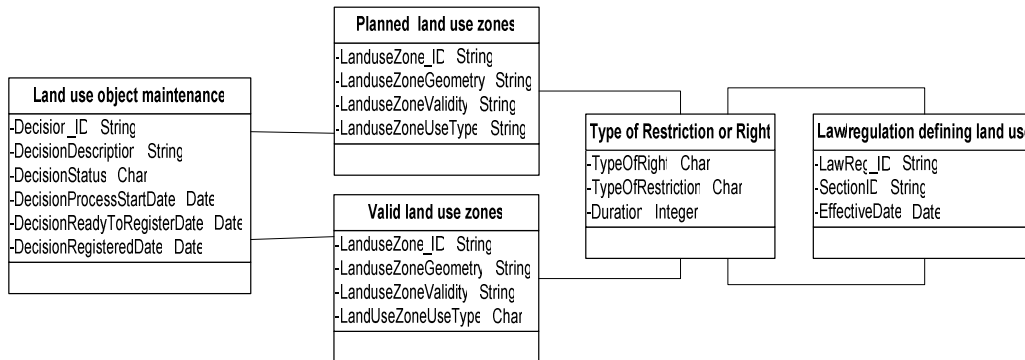 Land use object maintenance
-Decision_ID String
-DecisionDescription String
-DecisionStatus Char
-DecisionProcessStartDate Date
-DecisionReadyToRegisterDate Date
-DecisionRegisteredDate Date
Planned land use zones
-LanduseZone_ID String
-LanduseZoneGeometry String
-LanduseZoneValidity String
-LanduseZoneUseType String
Valid land use zones
-LanduseZone_ID String
-LanduseZoneGeometry String
-LanduseZoneValidity String
-LandUseZoneUseType Char
Type of Restriction or Right
-TypeOfRight Char
-TypeOfRestriction Char
-Duration Integer
Law/regulation defining land use
-LawReg_ID String
-SectionID String
-EffectiveDate Date